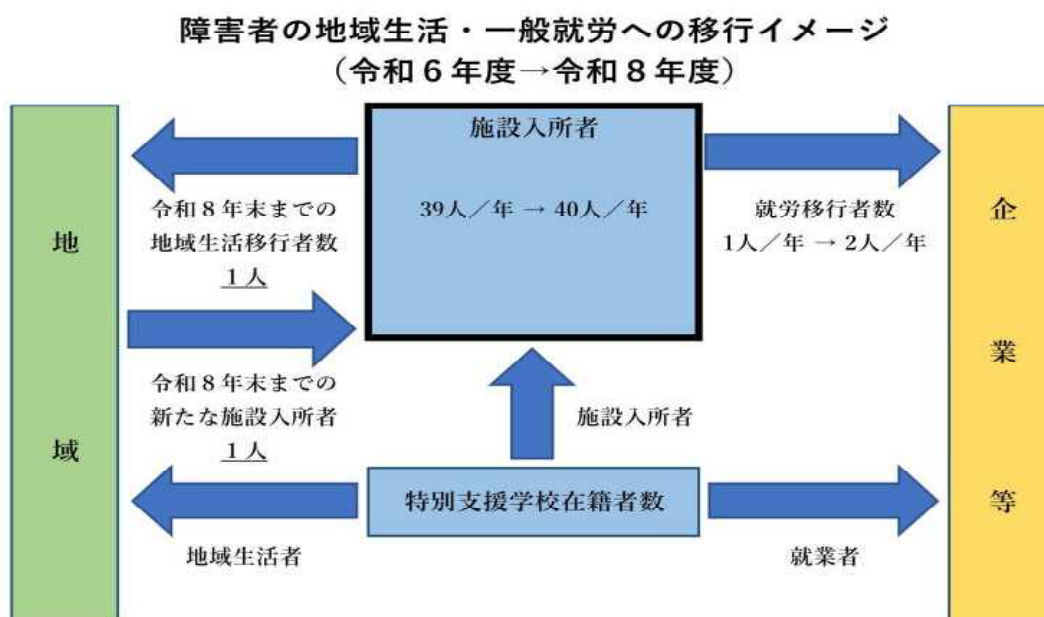 障害者の地域生活・一般就労への移行イメージ
（令和６年度→令和８年度）
施設入所者
39人／年 → 40人／年
令和８年末までの
地域生活移行者数
１人
就労移行者数
1人／年 → 2人／年
地域
企業等
令和８年末までの
新たな施設入所者
１人
施設入所者
特別支援学校在籍者数
地域生活者
就業者